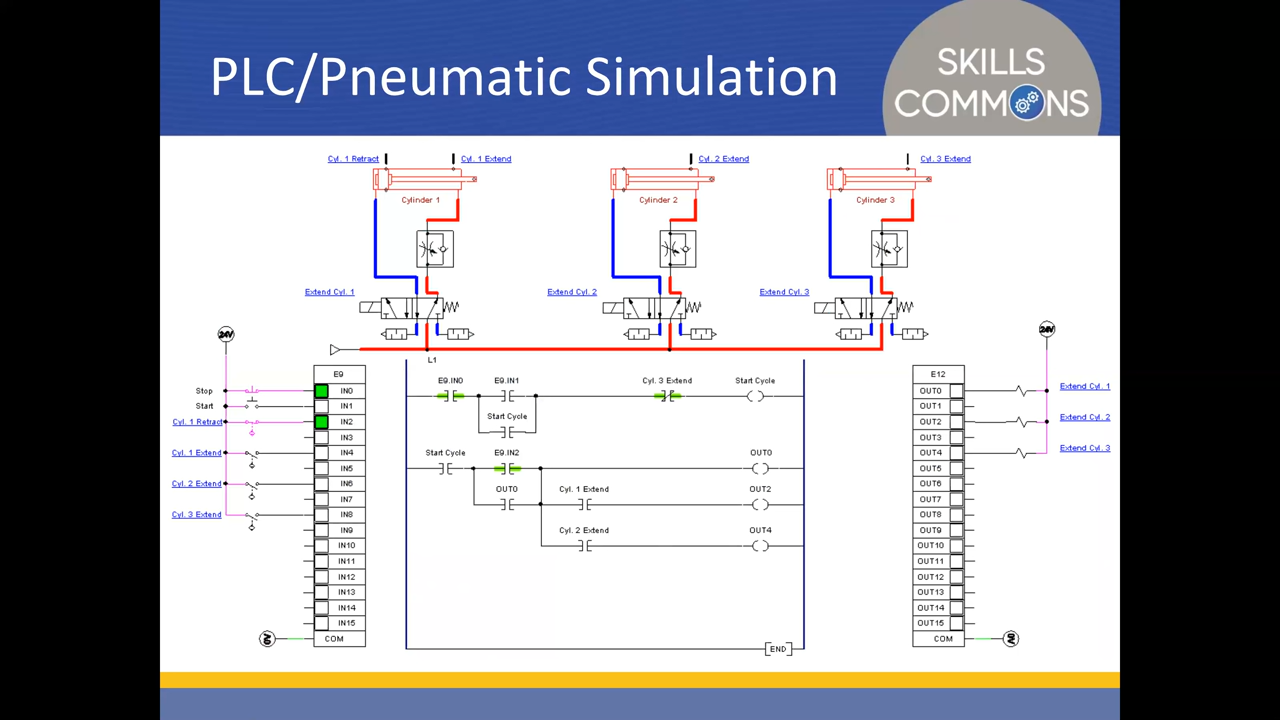 PLC/Pneumatic Simulation
SKILLS
COMMONS
Cyl. 1 Retract
Cyl. 1 Extend
Cyl. 2 Extend
Cyl. 3 Extend
Cylinder 1
Cylinder 2
Cylinder 3
Extend Cyl. 1
Extend Cyl. 2
Extend Cyl. 3
24V
24V
L1
E9
Stop
IN0
Start
IN1
Cyl. 1 Retract
IN2
IN3
Cyl. 1 Extend
IN4
IN5
Cyl. 2 Extend
IN6
IN7
Cyl. 3 Extend
IN8
IN9
IN10
IN11
IN12
IN13
IN14
IN15
0V
COM
E9.IN0
E9.IN1
Cyl. 3 Extend
Start Cycle
Start Cycle
Start Cycle
E9.IN2
OUT0
OUT0
Cyl. 1 Extend
OUT2
Cyl. 2 Extend
OUT4
END
E12
OUT0
Extend Cyl. 1
OUT1
OUT2
Extend Cyl. 2
OUT3
OUT4
Extend Cyl. 3
OUT5
OUT6
OUT7
OUT8
OUT9
OUT10
OUT11
OUT12
OUT13
OUT14
OUT15
COM
0V